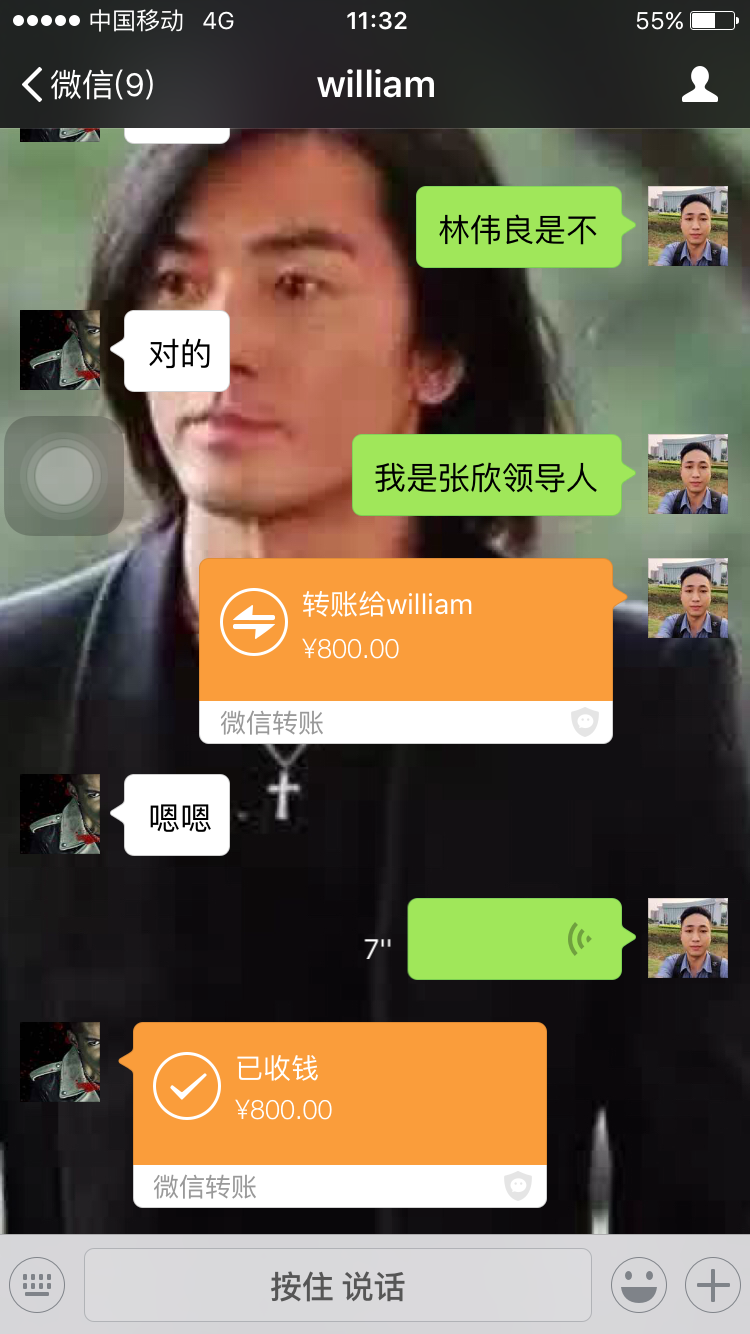 中国移动 4G 11:32 55%
微信(9) william
林伟良是不
对的
我是张欣领导人
转账给william
¥800.00
微信转账
嗯嗯
7''
已收钱
¥800.00
微信转账
按住 说话